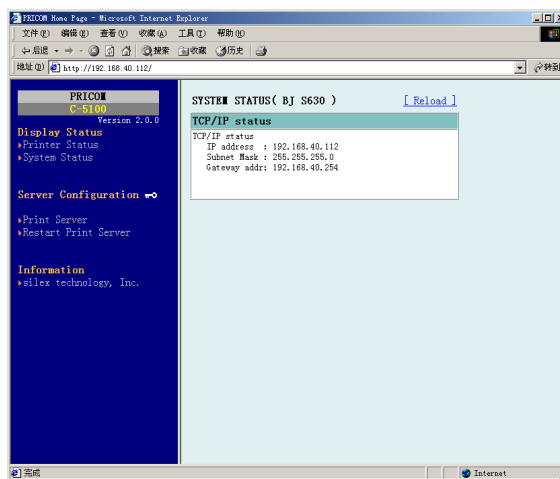 PRICOM Home Page - Microsoft Internet Explorer
文件(F) 编辑(E) 查看(V) 收藏(A) 工具(T) 帮助(H)
后退 搜索 收藏 历史
地址(D) http://192.168.40.112/ 转到
PRICOM
C-5100
Version 2.0.0
Display Status
Printer Status
System Status
Server Configuration
Print Server
Restart Print Server
Information
silex technology, Inc.
SYSTEM STATUS( BJ S630 ) [ Reload ]
TCP/IP status
TCP/IP status
IP address : 192.168.40.112
Subnet Mask : 255.255.255.0
Gateway addr: 192.168.40.254
完成 Internet